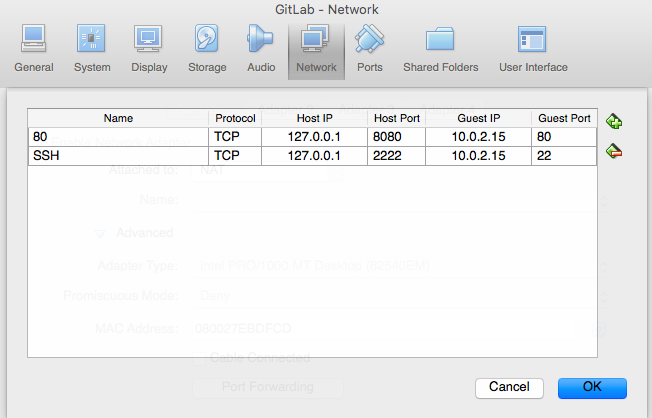 GitLab - Network
General System Display Storage Audio Network Ports Shared Folders User Interface
Name Protocol Host IP Host Port Guest IP Guest Port
80 TCP 127.0.0.1 8080 10.0.2.15 80
SSH TCP 127.0.0.1 2222 10.0.2.15 22
Attached to: NAT
Name:
Advanced
Adapter Type: Intel PRO/1000 MT Desktop (82540EM)
Promiscuous Mode: Deny
MAC Address: 080027EBDFCD
Cable Connected
Port Forwarding
Cancel OK